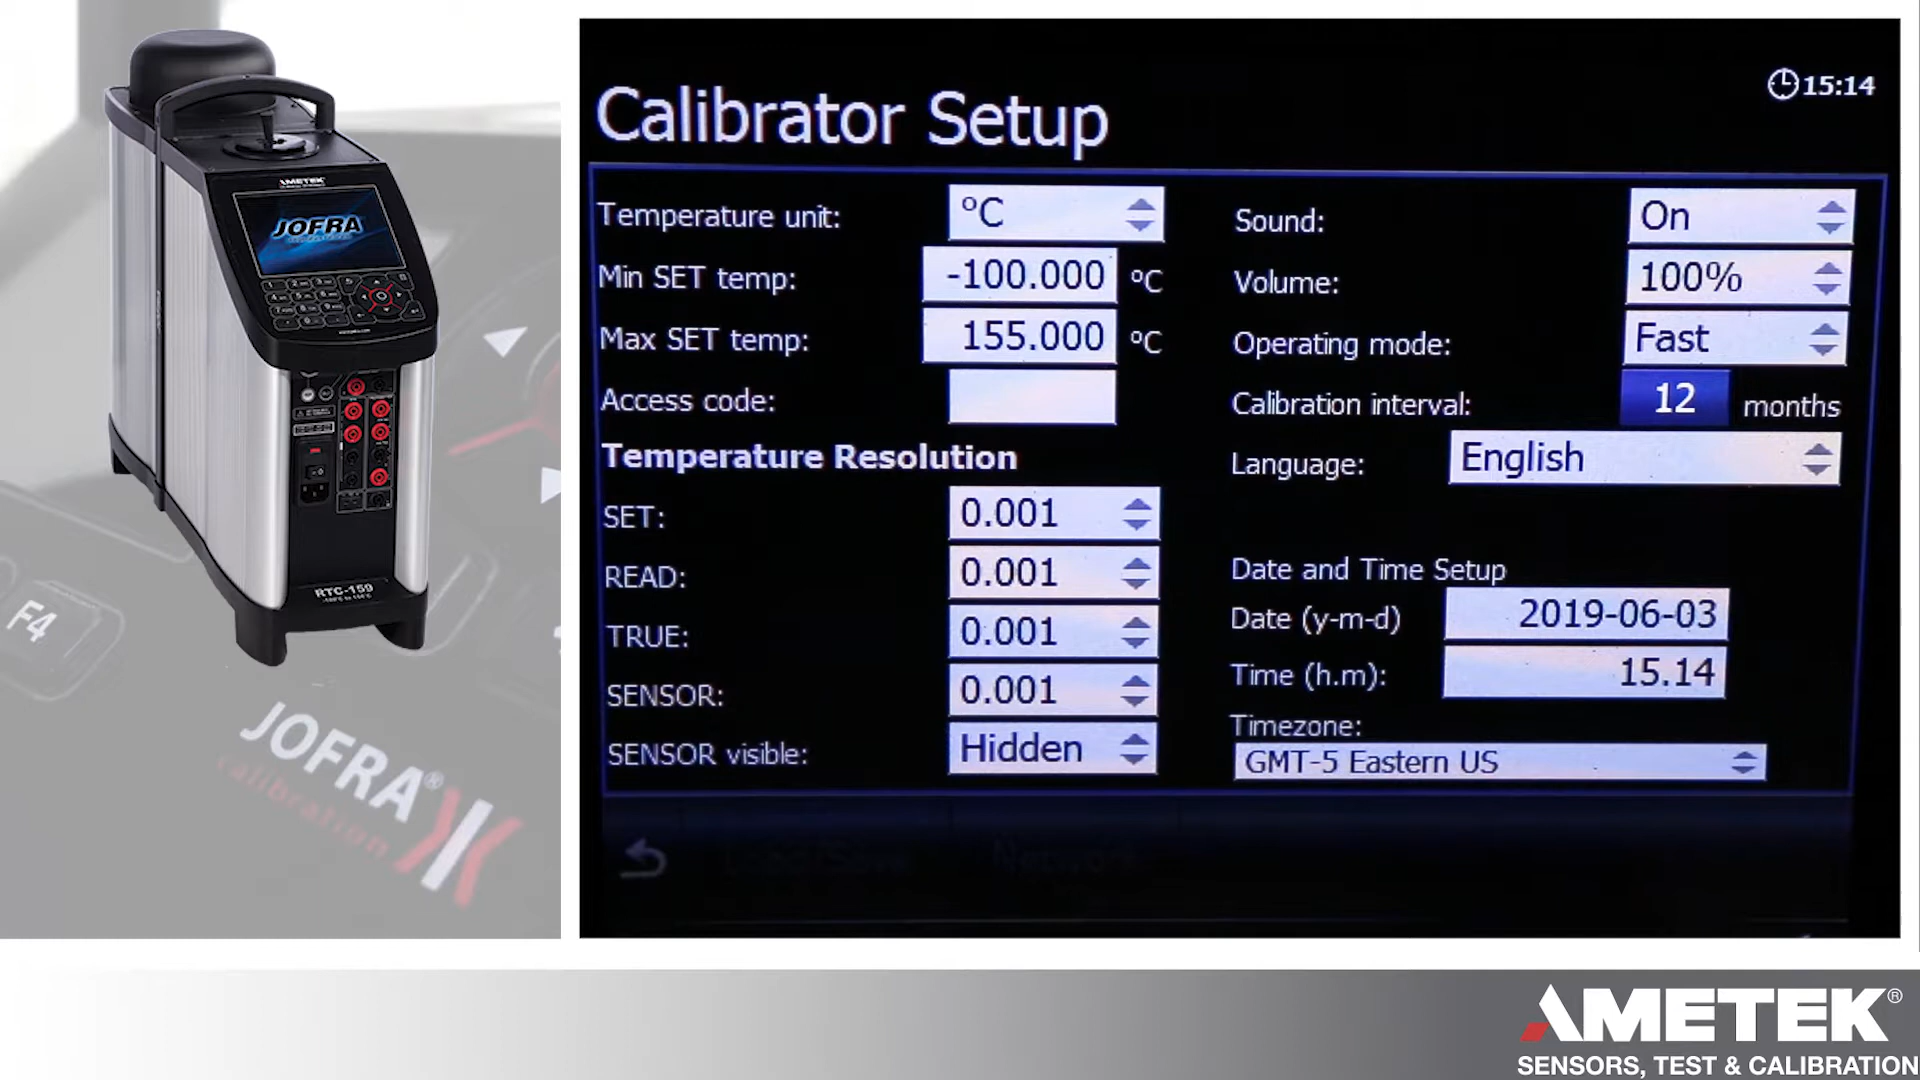 AMETEK
JOFRA
RTC-159
F4
JOFRA®
calibration
15:14
Calibrator Setup
Temperature unit: °C
Min SET temp: -100.000 °C
Max SET temp: 155.000 °C
Access code:
Temperature Resolution
SET: 0.001
READ: 0.001
TRUE: 0.001
SENSOR: 0.001
SENSOR visible: Hidden
Sound: On
Volume: 100%
Operating mode: Fast
Calibration interval: 12 months
Language: English
Date and Time Setup
Date (y-m-d) 2019-06-03
Time (h.m): 15.14
Timezone:
GMT-5 Eastern US
AMETEK®
SENSORS, TEST & CALIBRATION